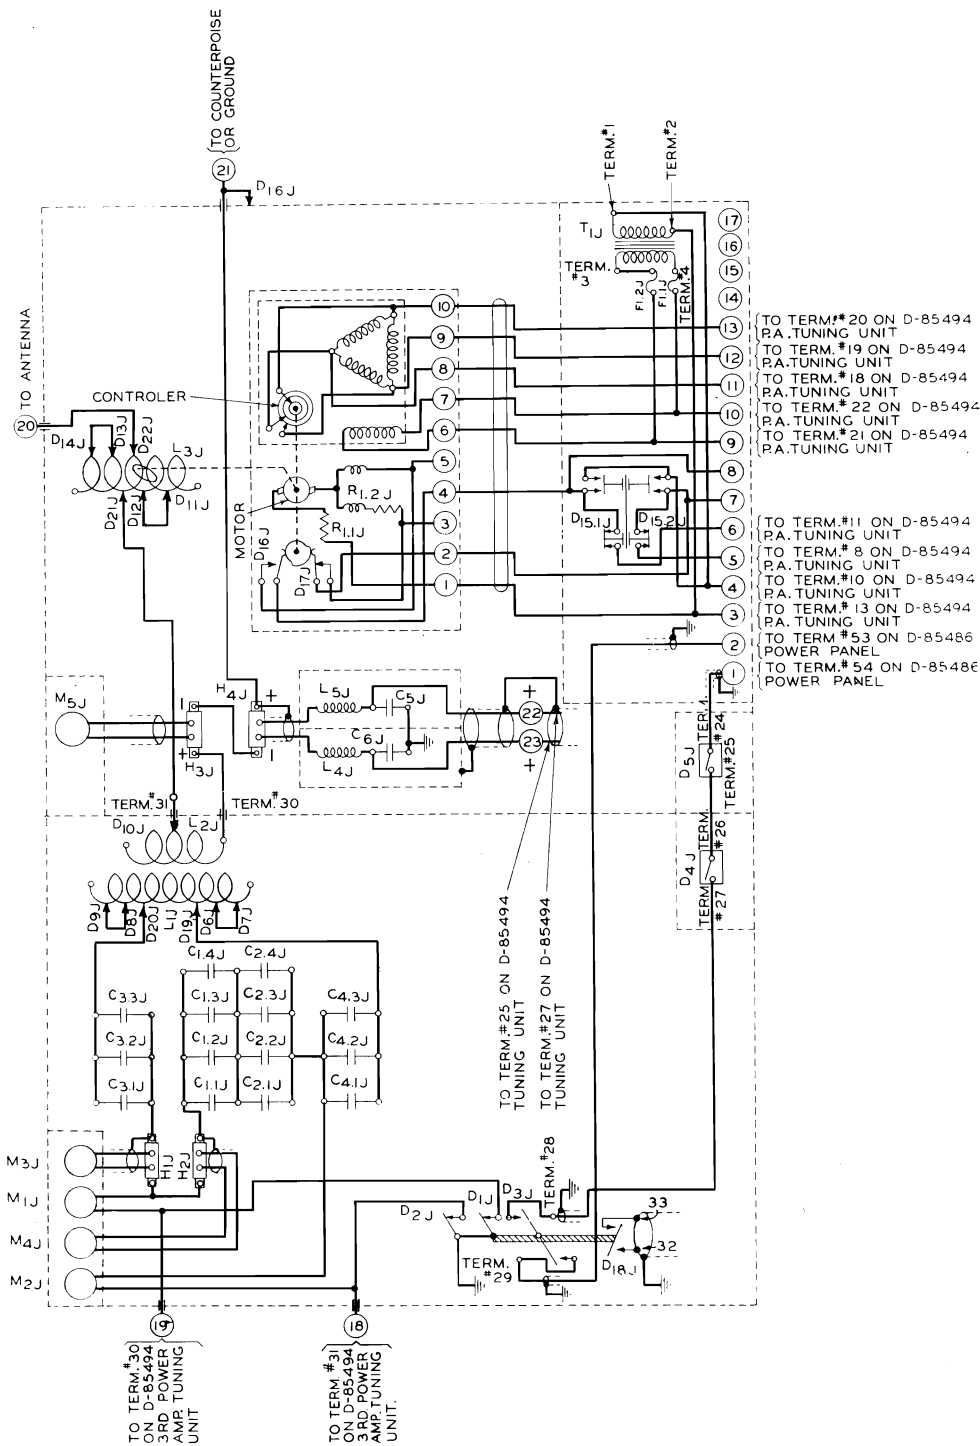 TO COUNTERPOISE
OR GROUND
21
D16J
TERM.#1
TERM.#2
T1J
TERM.
#3
F1.2J
F1.1J
TERM.
#4
17
16
15
14
13
TO TERM.#20 ON D-85494
P.A.TUNING UNIT
12
TO TERM.#19 ON D-85494
P.A.TUNING UNIT
11
TO TERM.#18 ON D-85494
P.A.TUNING UNIT
10
TO TERM.#22 ON D-85494
P.A.TUNING UNIT
9
TO TERM.#21 ON D-85494
P.A.TUNING UNIT
8
7
6
TO TERM.#11 ON D-85494
P.A.TUNING UNIT
5
TO TERM.#8 ON D-85494
P.A.TUNING UNIT
4
TO TERM.#10 ON D-85494
P.A.TUNING UNIT
3
TO TERM.#13 ON D-85494
P.A.TUNING UNIT
2
TO TERM #53 ON D-85486
POWER PANEL
1
TO TERM.#54 ON D-85486
POWER PANEL
TO ANTENNA
20
D14J
D13J
D22J
L3J
D21J
D12J
D11J
CONTROLER
10
9
8
7
6
5
4
3
2
1
MOTOR
R1.2J
R1.1J
D16J
D17J
D15.1J
D15.2J
M5J
H4J
H3J
+
I
+
I
L5J
C5J
C6J
L4J
+
22
23
+
TERM.
#24
D5J
TERM.#25
TERM.
#26
D4J
TERM.
#27
TERM.#31
TERM.#30
D10J
L2J
D9J
D8J
D20J
L1J
D19J
D6J
D7J
C1.4J
C2.4J
C3.3J
C1.3J
C2.3J
C4.3J
C3.2J
C1.2J
C2.2J
C4.2J
C3.1J
C1.1J
C2.1J
C4.1J
TO TERM.#25 ON D-85494
TUNING UNIT
TO TERM.#27 ON D-85494
TUNING UNIT
M3J
M1J
M4J
M2J
H1J
H2J
D2J
D1J
D3J
TERM.#28
TERM.
#29
33
32
D18J
19
TO TERM.#30
ON D-85494
3RD POWER
AMP. TUNING
UNIT
18
TO TERM.#31
ON D-85494
3RD POWER
AMP. TUNING
UNIT.